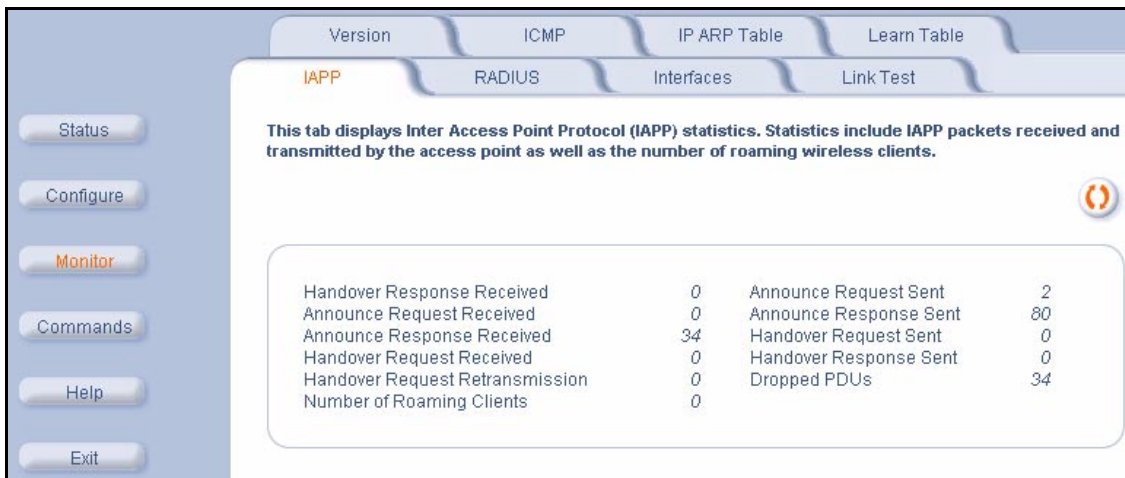 Version ICMP IP ARP Table Learn Table
IAPP RADIUS Interfaces Link Test
Status
Configure
Monitor
Commands
Help
Exit
This tab displays Inter Access Point Protocol (IAPP) statistics. Statistics include IAPP packets received and
transmitted by the access point as well as the number of roaming wireless clients.
Handover Response Received 0 Announce Request Sent 2
Announce Request Received 0 Announce Response Sent 80
Announce Response Received 34 Handover Request Sent 0
Handover Request Received 0 Handover Response Sent 0
Handover Request Retransmission 0 Dropped PDUs 34
Number of Roaming Clients 0